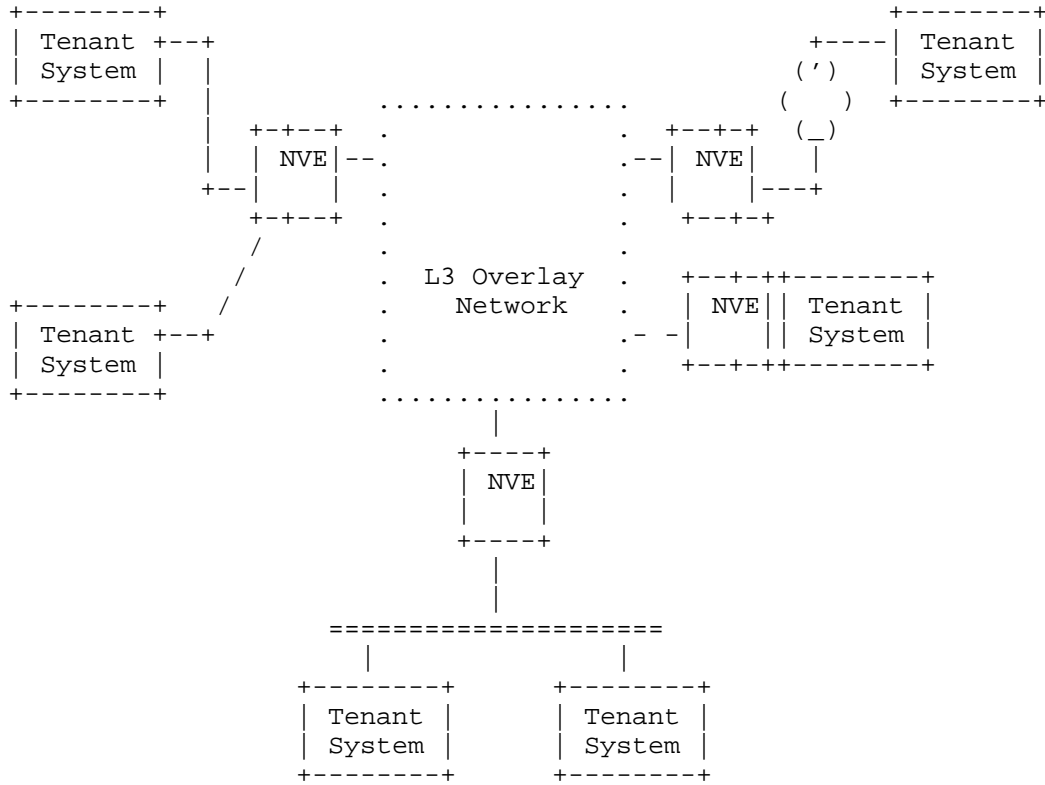 Tenant
System
Tenant
System
NVE
NVE
L3 Overlay
Network
NVE
Tenant
System
Tenant
System
NVE
Tenant
System
Tenant
System